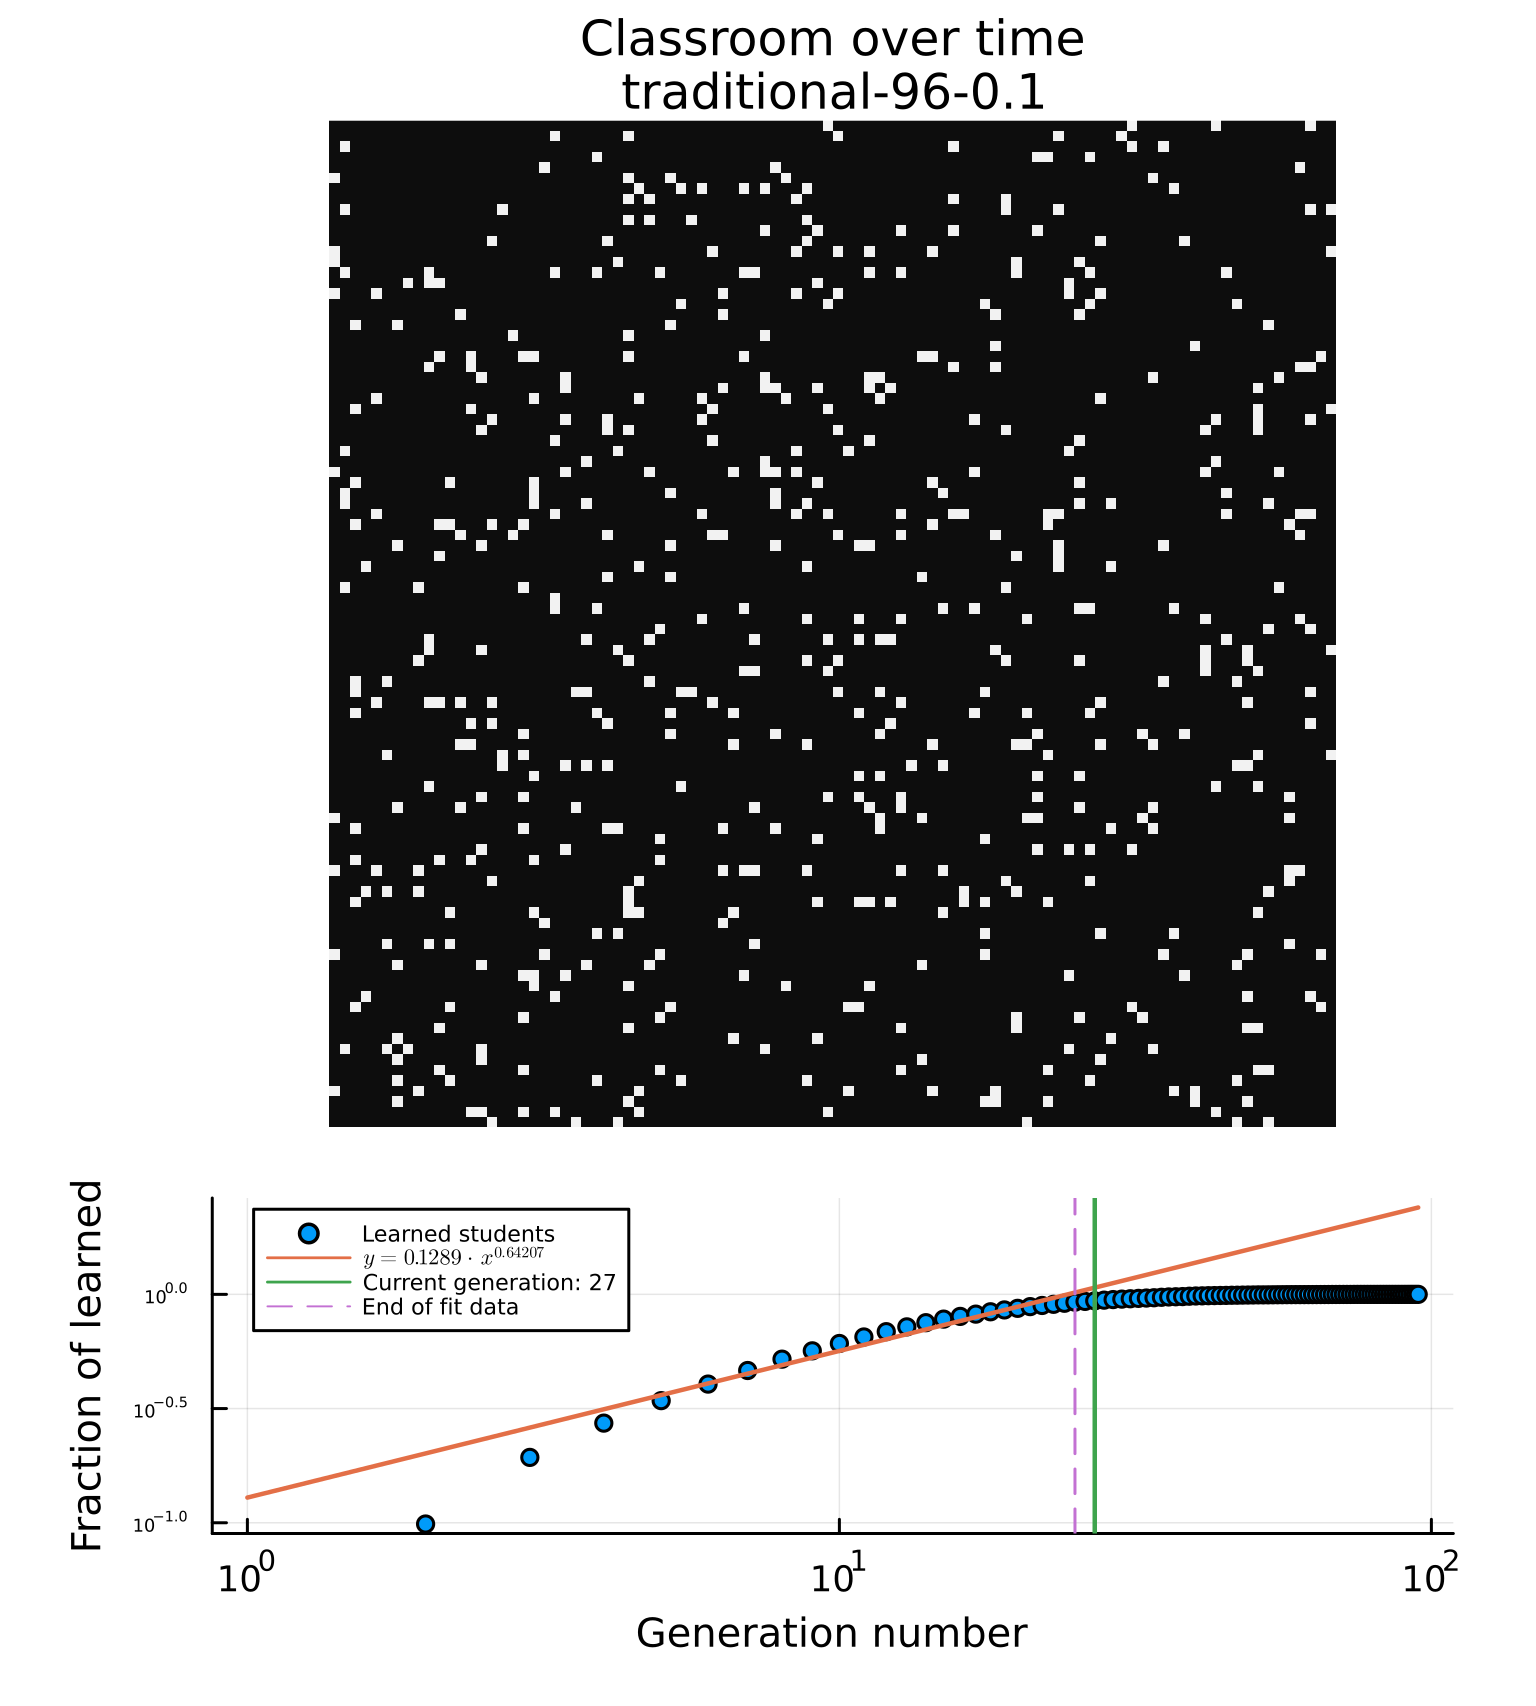 Classroom over time
traditional-96-0.1
Fraction of learned
Learned students
y = 0.1289 · x^0.64207
Current generation: 27
End of fit data
10^0.0
10^−0.5
10^−1.0
10^0
10^1
10^2
Generation number